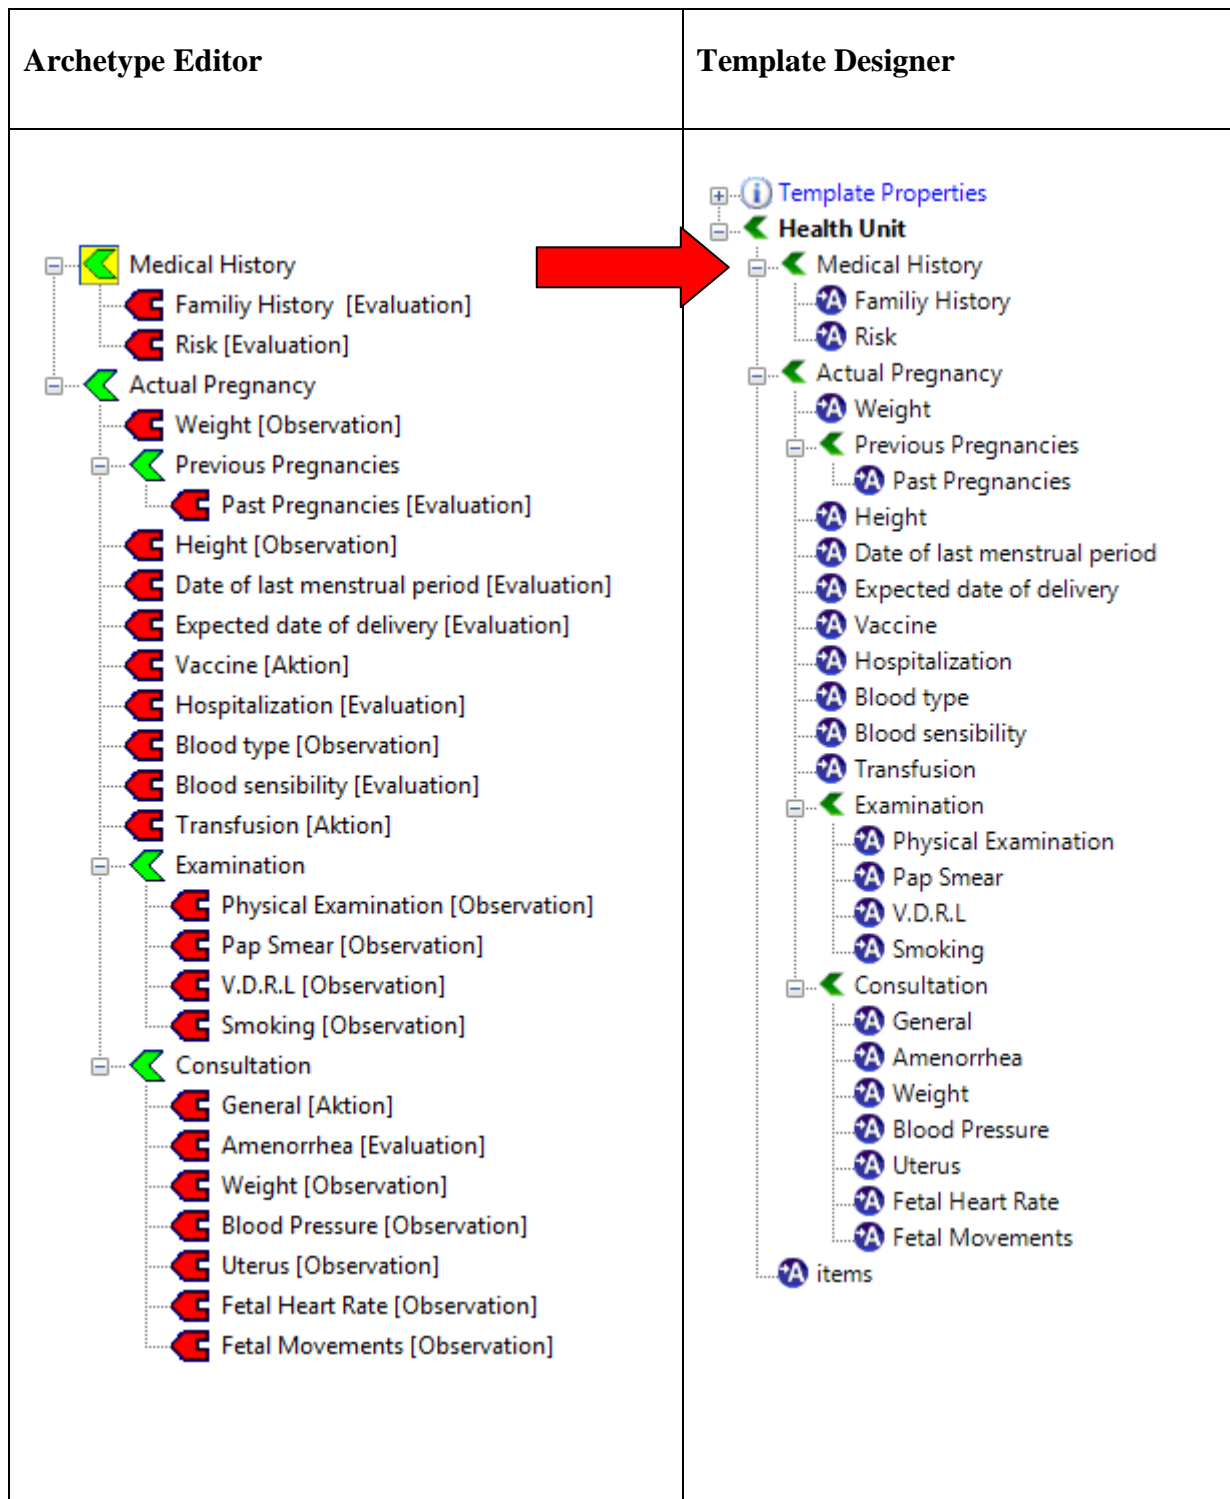 Archetype Editor
Template Designer
Medical History
Familiy History [Evaluation]
Risk [Evaluation]
Actual Pregnancy
Weight [Observation]
Previous Pregnancies
Past Pregnancies [Evaluation]
Height [Observation]
Date of last menstrual period [Evaluation]
Expected date of delivery [Evaluation]
Vaccine [Aktion]
Hospitalization [Evaluation]
Blood type [Observation]
Blood sensibility [Evaluation]
Transfusion [Aktion]
Examination
Physical Examination [Observation]
Pap Smear [Observation]
V.D.R.L [Observation]
Smoking [Observation]
Consultation
General [Aktion]
Amenorrhea [Evaluation]
Weight [Observation]
Blood Pressure [Observation]
Uterus [Observation]
Fetal Heart Rate [Observation]
Fetal Movements [Observation]
Template Properties
Health Unit
Medical History
Familiy History
Risk
Actual Pregnancy
Weight
Previous Pregnancies
Past Pregnancies
Height
Date of last menstrual period
Expected date of delivery
Vaccine
Hospitalization
Blood type
Blood sensibility
Transfusion
Examination
Physical Examination
Pap Smear
V.D.R.L
Smoking
Consultation
General
Amenorrhea
Weight
Blood Pressure
Uterus
Fetal Heart Rate
Fetal Movements
items